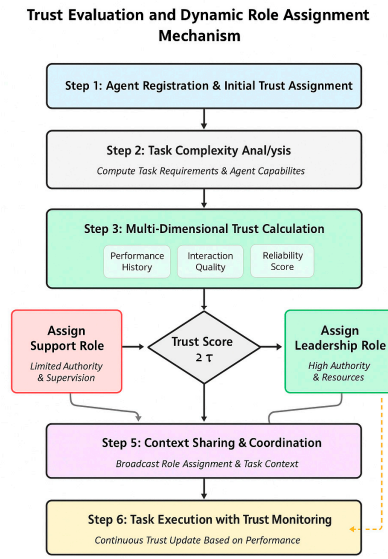 Trust Evaluation and Dynamic Role Assignment
Mechanism
Step 1: Agent Registration & Initial Trust Assignment
Step 2: Task Complexity Anal/ysis
Compute Task Requirements & Agent Capabilites
Step 3: Multi-Dimensional Trust Calculation
Performance
History
Interaction
Quality
Reliability
Score
Assign
Support Role
Limited Authority
& Supervision
Trust Score
2 τ
Assign
Leadership Role
High Authority
& Resources
Step 5: Context Sharing & Coordination
Broadcast Role Assignment & Task Context
Step 6: Task Execution with Trust Monitoring
Continuous Trust Update Based on Performance